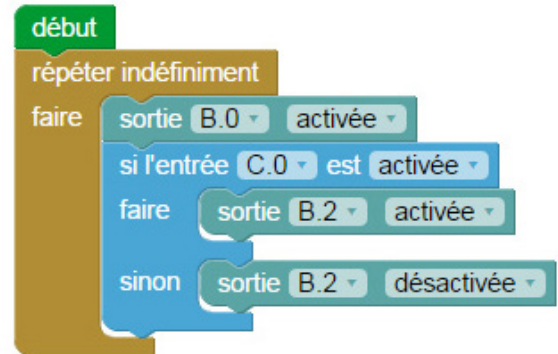 début
répéter indéfiniment
faire sortie B.0 activée
si l'entrée C.0 est activée
faire sortie B.2 activée
sinon sortie B.2 désactivée